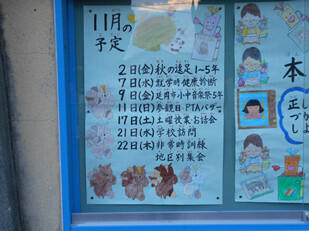 11月の
予定
2日(金)秋の遠足1〜5年
7日(水)就学時健康診断
9日(金)延岡市小中音楽祭5年
11日(日)参観日・PTAバザー
17日(土)土曜授業・お話会
21日(水)学校訪問
22日(木)非常時訓練
地区別集会
本
正し